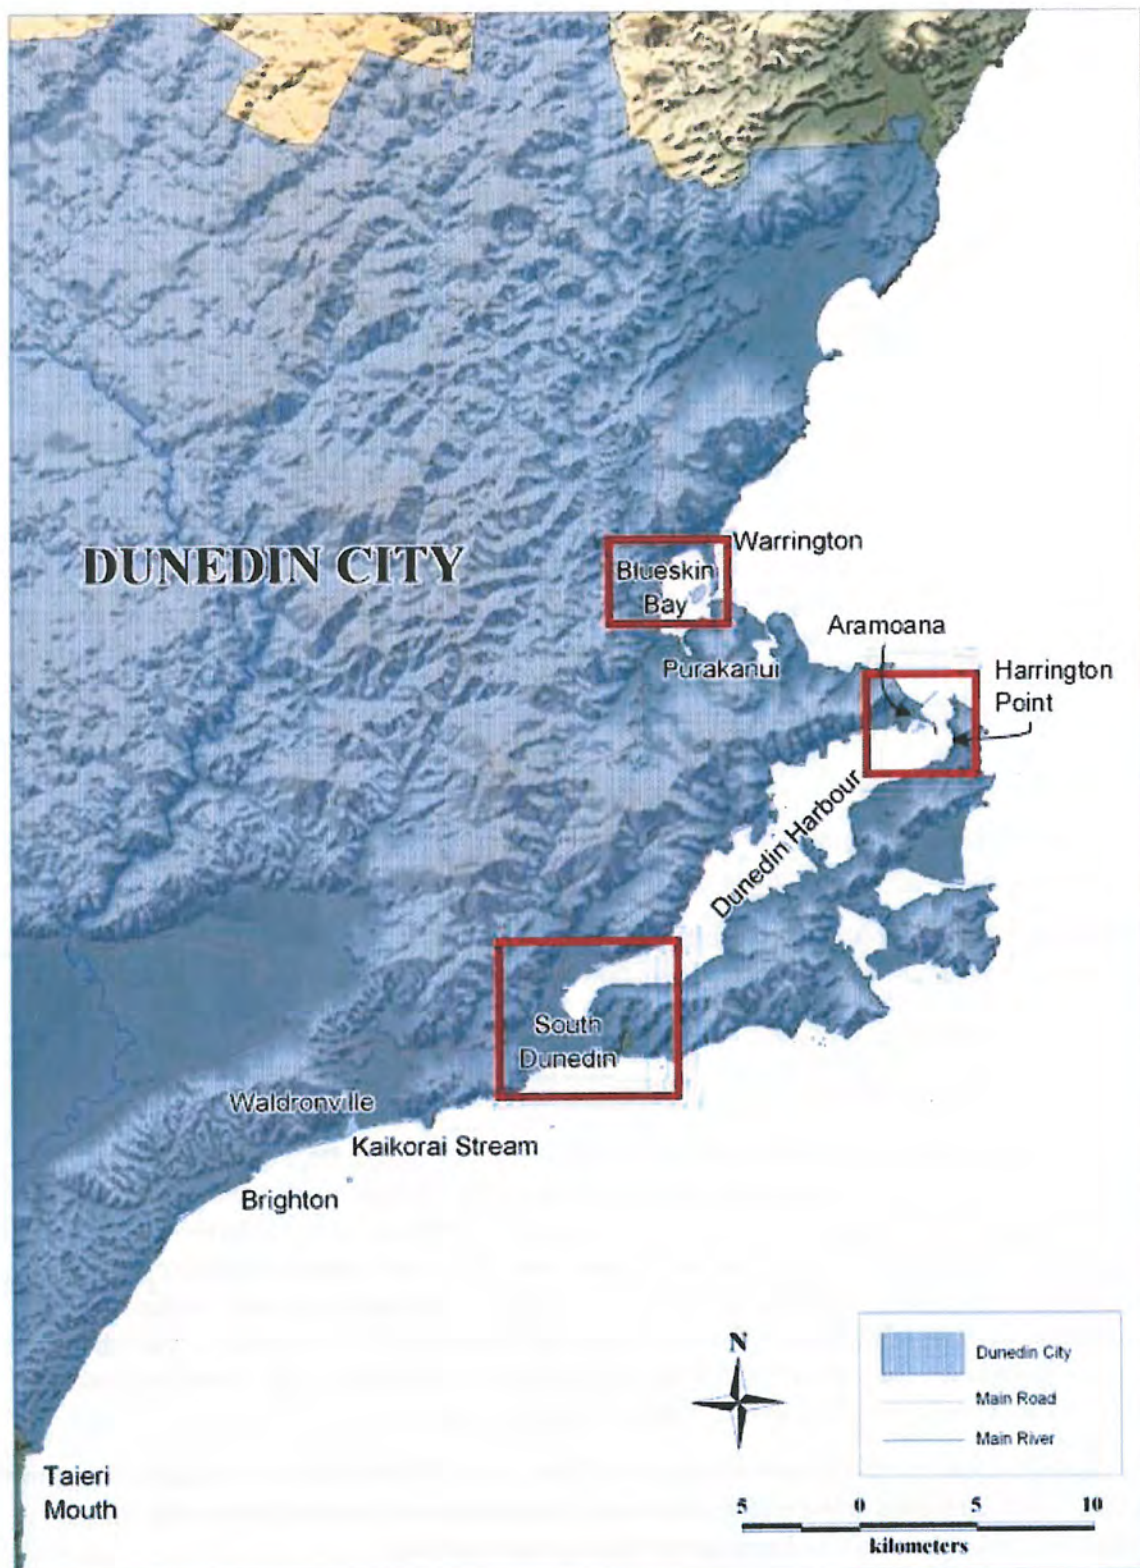 DUNEDIN CITY
Warrington
Blueskin
Bay
Aramoana
Purakanui
Harrington
Point
Dunedin Harbour
South
Dunedin
Waldronville
Kaikorai Stream
Brighton
Taieri
Mouth
N
Dunedin City
Main Road
Main River
5 0 5 10
kilometers